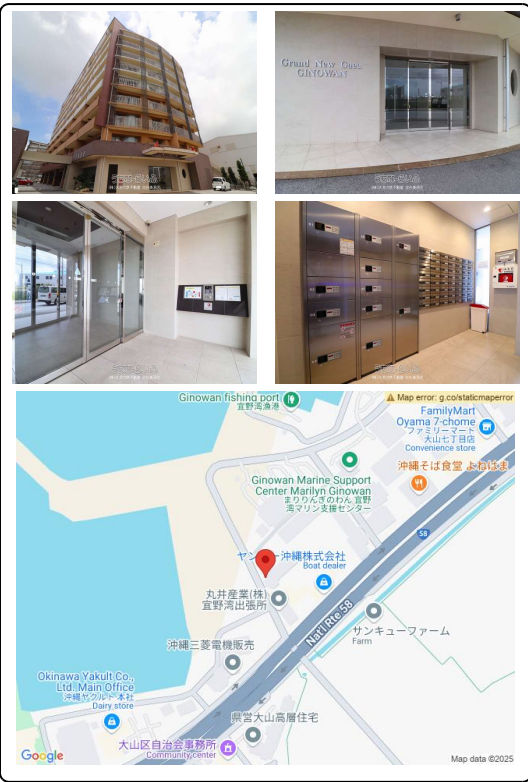 Grand New Gaea
GINOWAN
Ginowan fishing port
宜野湾漁港
Map error: g.co/staticmaperror
FamilyMart
Oyama 7-chome
ファミリーマート
大山七丁目店
Convenience store
Ginowan Marine Support
Center Marilyn Ginowan
まりりんぎのわん 宜野
湾マリン支援センター
沖縄そば食堂 よねはま
58
ヤンマー沖縄株式会社
Boat dealer
丸井産業(株)
宜野湾出張所
Nat'l Rte 58
サンキューファーム
Farm
沖縄三菱電機販売
Okinawa Yakult Co.,
Ltd. Main Office
沖縄ヤクルト 本社
Dairy store
県営大山高層住宅
大山区自治会事務所
Community center
Google
Map data ©2025